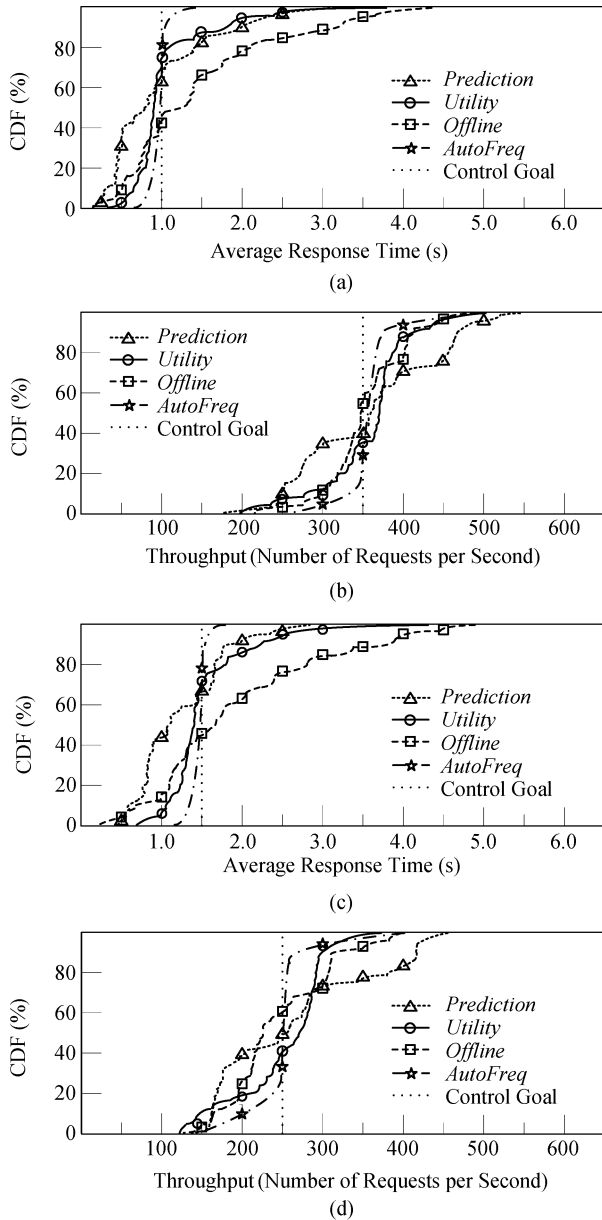 CDF (%)
80
60
40
20
0
1.0
2.0
3.0
4.0
5.0
6.0
Prediction
Utility
Offline
AutoFreq
Control Goal
Average Response Time (s)
(a)
CDF (%)
80
60
40
20
0
100
200
300
400
500
600
Prediction
Utility
Offline
AutoFreq
Control Goal
Throughput (Number of Requests per Second)
(b)
CDF (%)
80
60
40
20
0
1.0
2.0
3.0
4.0
5.0
6.0
Prediction
Utility
Offline
AutoFreq
Control Goal
Average Response Time (s)
(c)
CDF (%)
80
60
40
20
0
100
200
300
400
500
600
Prediction
Utility
Offline
AutoFreq
Control Goal
Throughput (Number of Requests per Second)
(d)